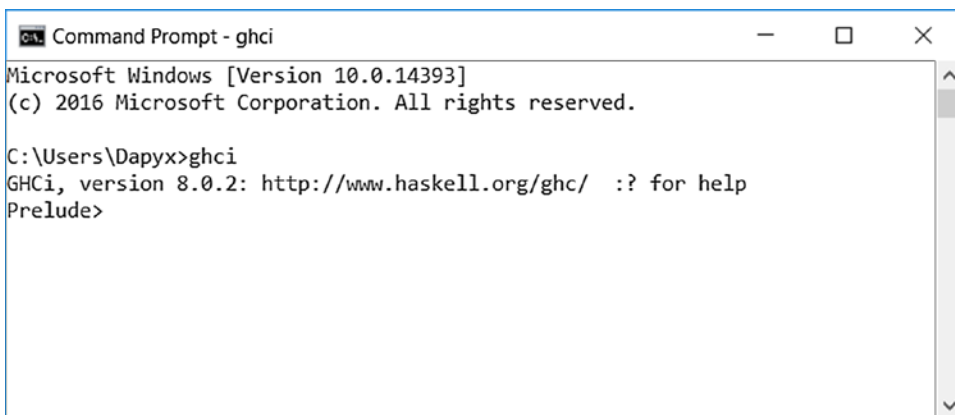 Command Prompt - ghci
Microsoft Windows [Version 10.0.14393]
(c) 2016 Microsoft Corporation. All rights reserved.
C:\Users\Dapyx>ghci
GHCi, version 8.0.2: http://www.haskell.org/ghc/  :? for help
Prelude>